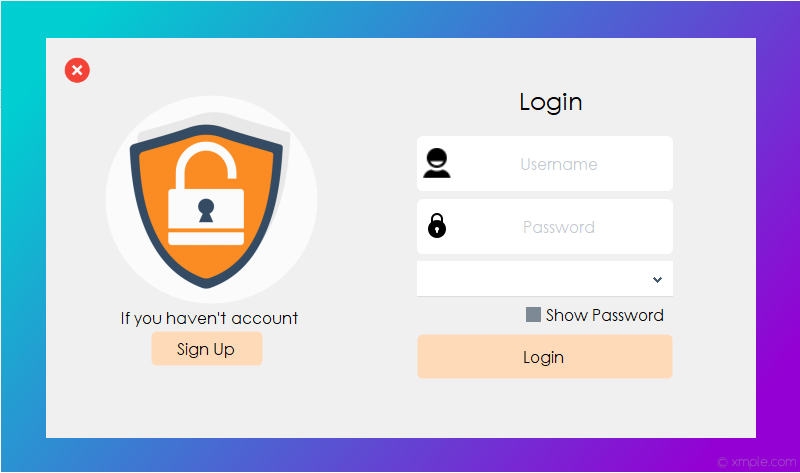 Login
Username
Password
Show Password
Login
If you haven't account
Sign Up
© xmple.com